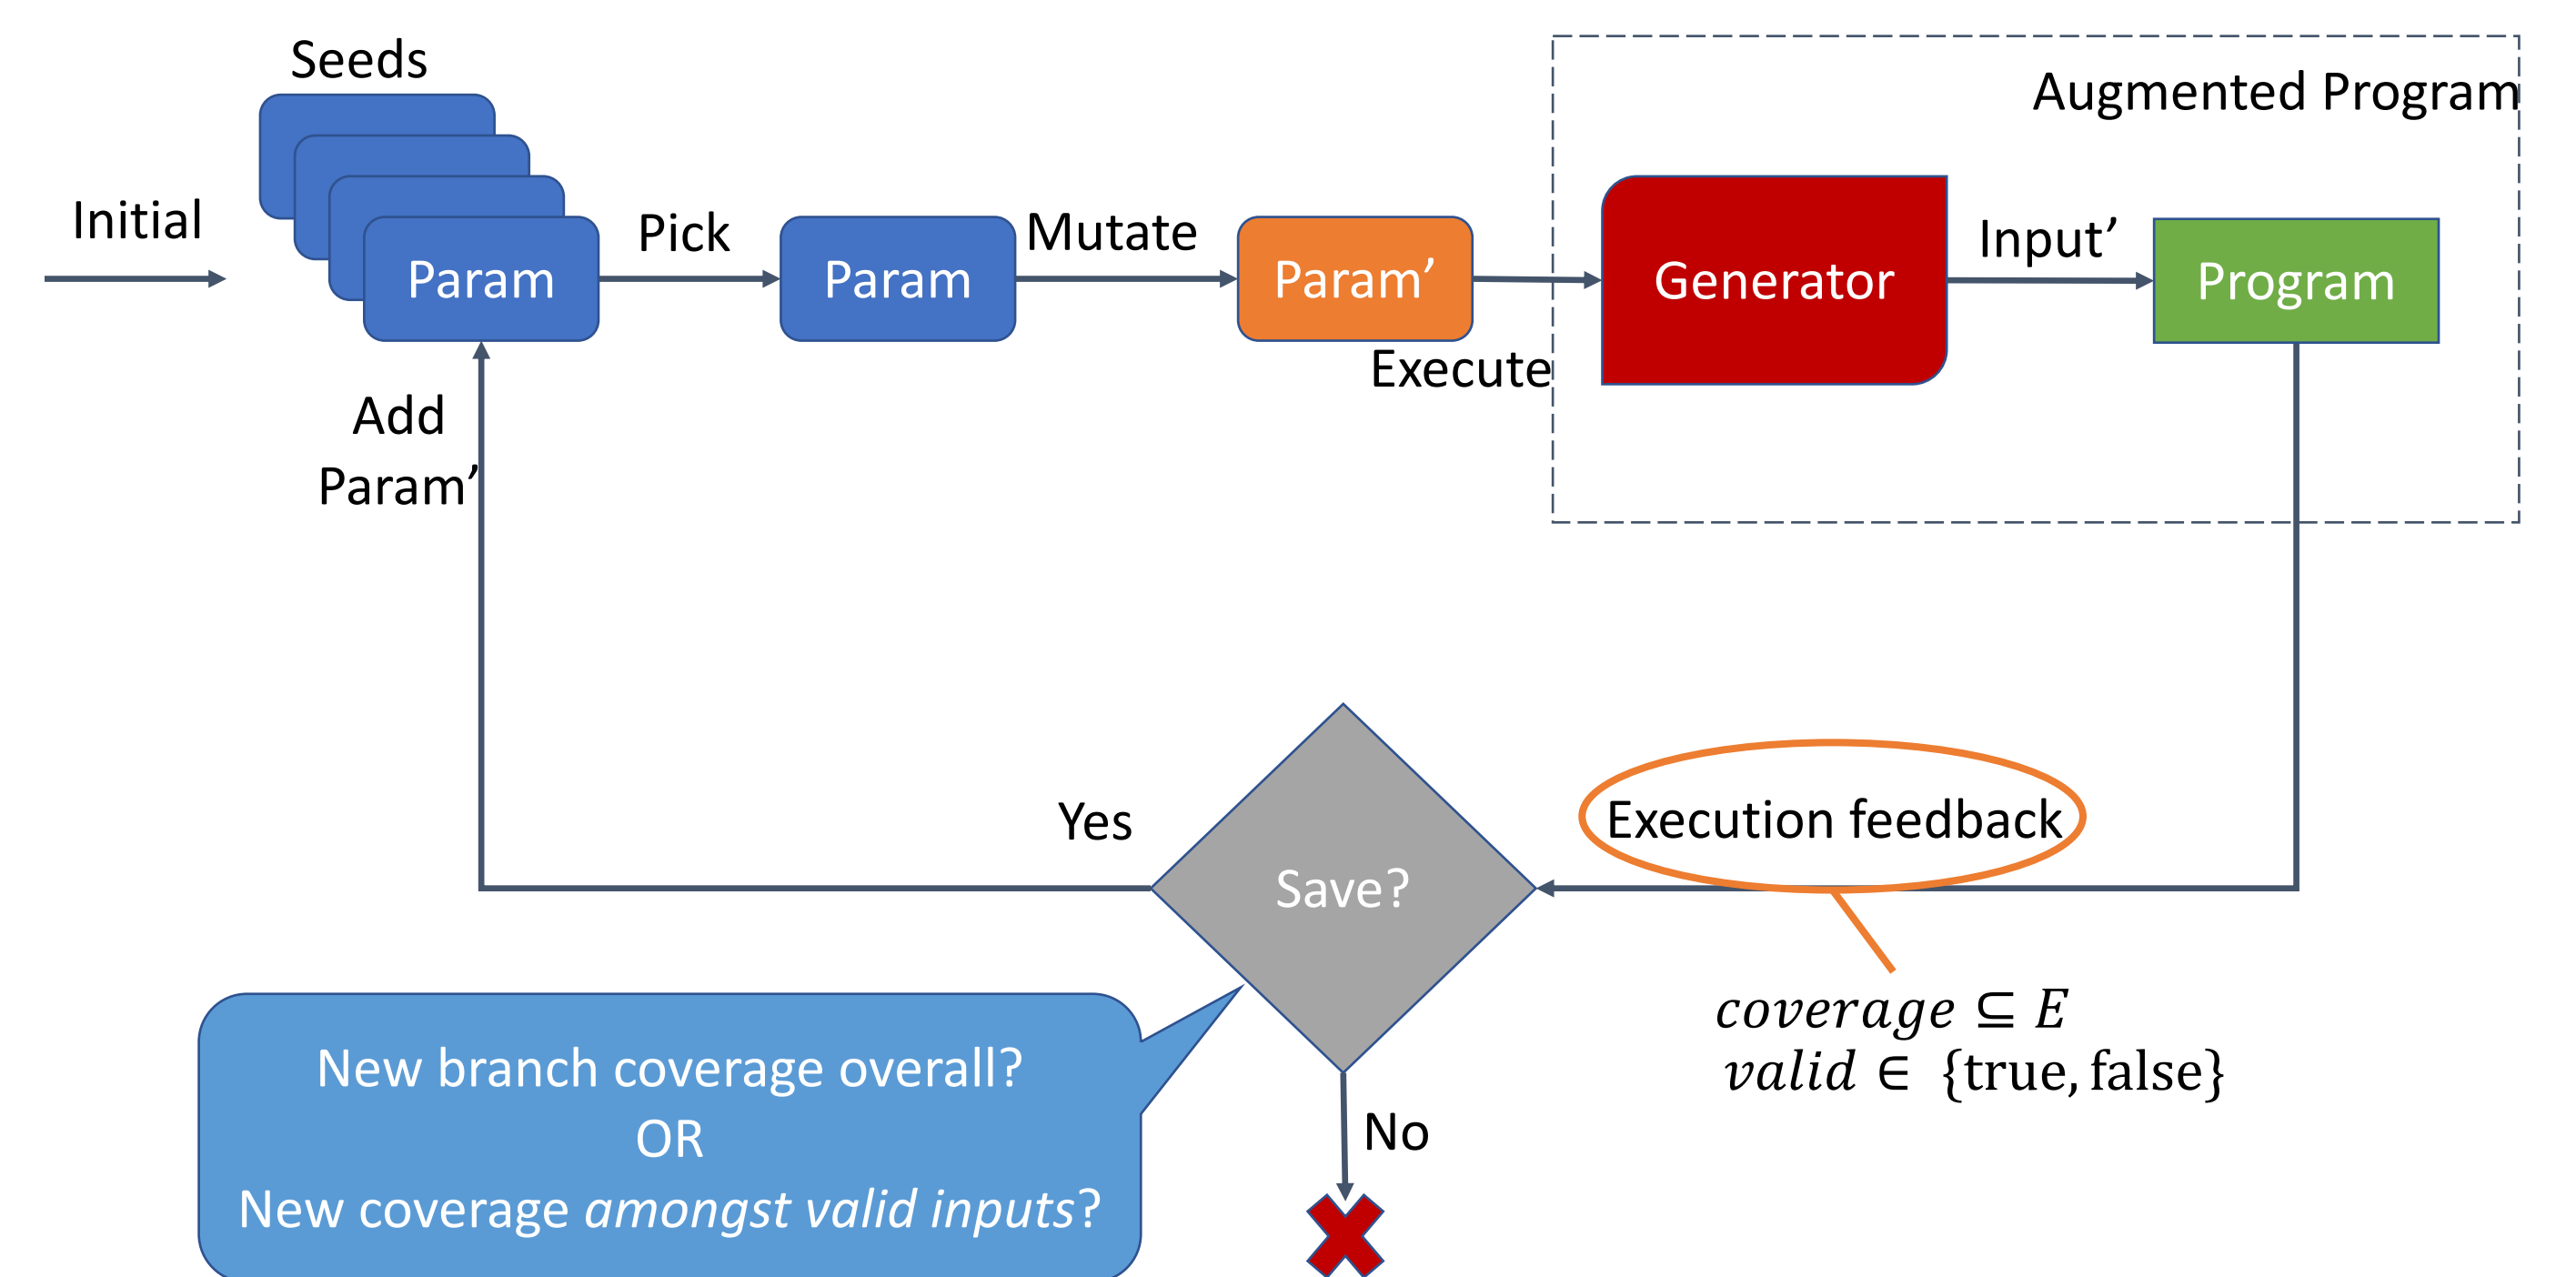 Seeds
Augmented Program
Initial
Param
Pick
Param
Mutate
Param’
Execute
Generator
Input’
Program
Add
Param’
Yes
Save?
Execution feedback
coverage ⊆ E
valid ∈ {true, false}
No
New branch coverage overall?
OR
New coverage amongst valid inputs?